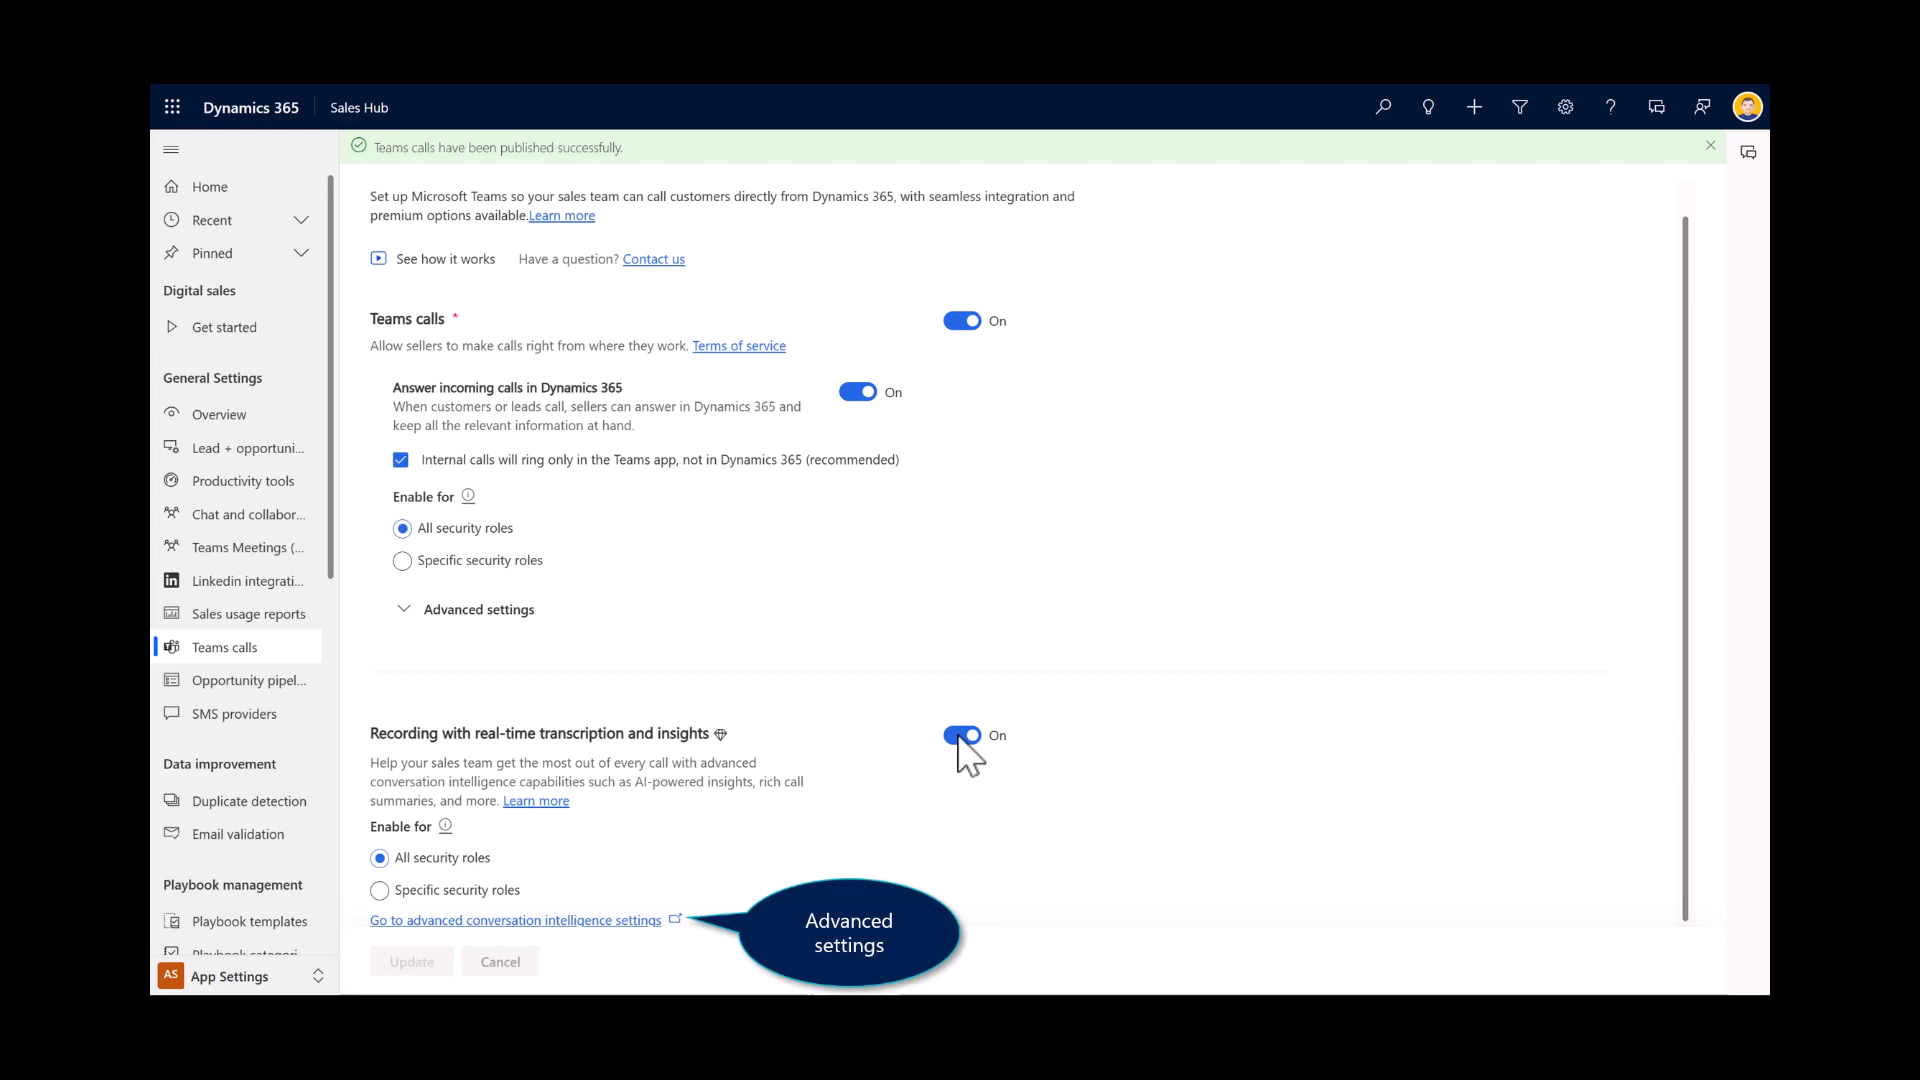 Dynamics 365
Sales Hub
Home
Recent
Pinned
Digital sales
Get started
General Settings
Overview
Lead + opportuni...
Productivity tools
Chat and collabor...
Teams Meetings (...
Linkedin integrati...
Sales usage reports
Teams calls
Opportunity pipel...
SMS providers
Data improvement
Duplicate detection
Email validation
Playbook management
Playbook templates
Playbook categori
AS
App Settings
Teams calls have been published successfully.
Set up Microsoft Teams so your sales team can call customers directly from Dynamics 365, with seamless integration and
premium options available.Learn more
See how it works Have a question? Contact us
Teams calls *
On
Allow sellers to make calls right from where they work. Terms of service
Answer incoming calls in Dynamics 365
On
When customers or leads call, sellers can answer in Dynamics 365 and
keep all the relevant information at hand.
Internal calls will ring only in the Teams app, not in Dynamics 365 (recommended)
Enable for
All security roles
Specific security roles
Advanced settings
Recording with real-time transcription and insights
On
Help your sales team get the most out of every call with advanced
conversation intelligence capabilities such as AI-powered insights, rich call
summaries, and more. Learn more
Enable for
All security roles
Specific security roles
Go to advanced conversation intelligence settings
Advanced
settings
Update
Cancel